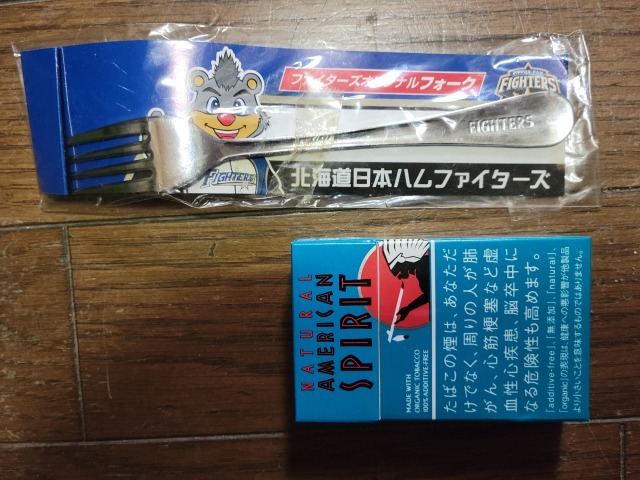 ファイターズオリジナルフォーク
FIGHTERS
FIGHTERS
FIGHTERS
北海道日本ハムファイターズ
NATURAL
AMERICAN
SPIRIT
MADE WITH
ORGANIC TOBACCO
100% ADDITIVE-FREE
たばこの煙は、あなただ
けでなく、周りの人が肺
がん、心筋梗塞など虚
血性心疾患、脳卒中に
なる危険性も高めます。
「additive-free」、「無添加」、「natural」、
「organic」の表現は、健康への悪影響が他製品
より小さいことを意味するものではありません。